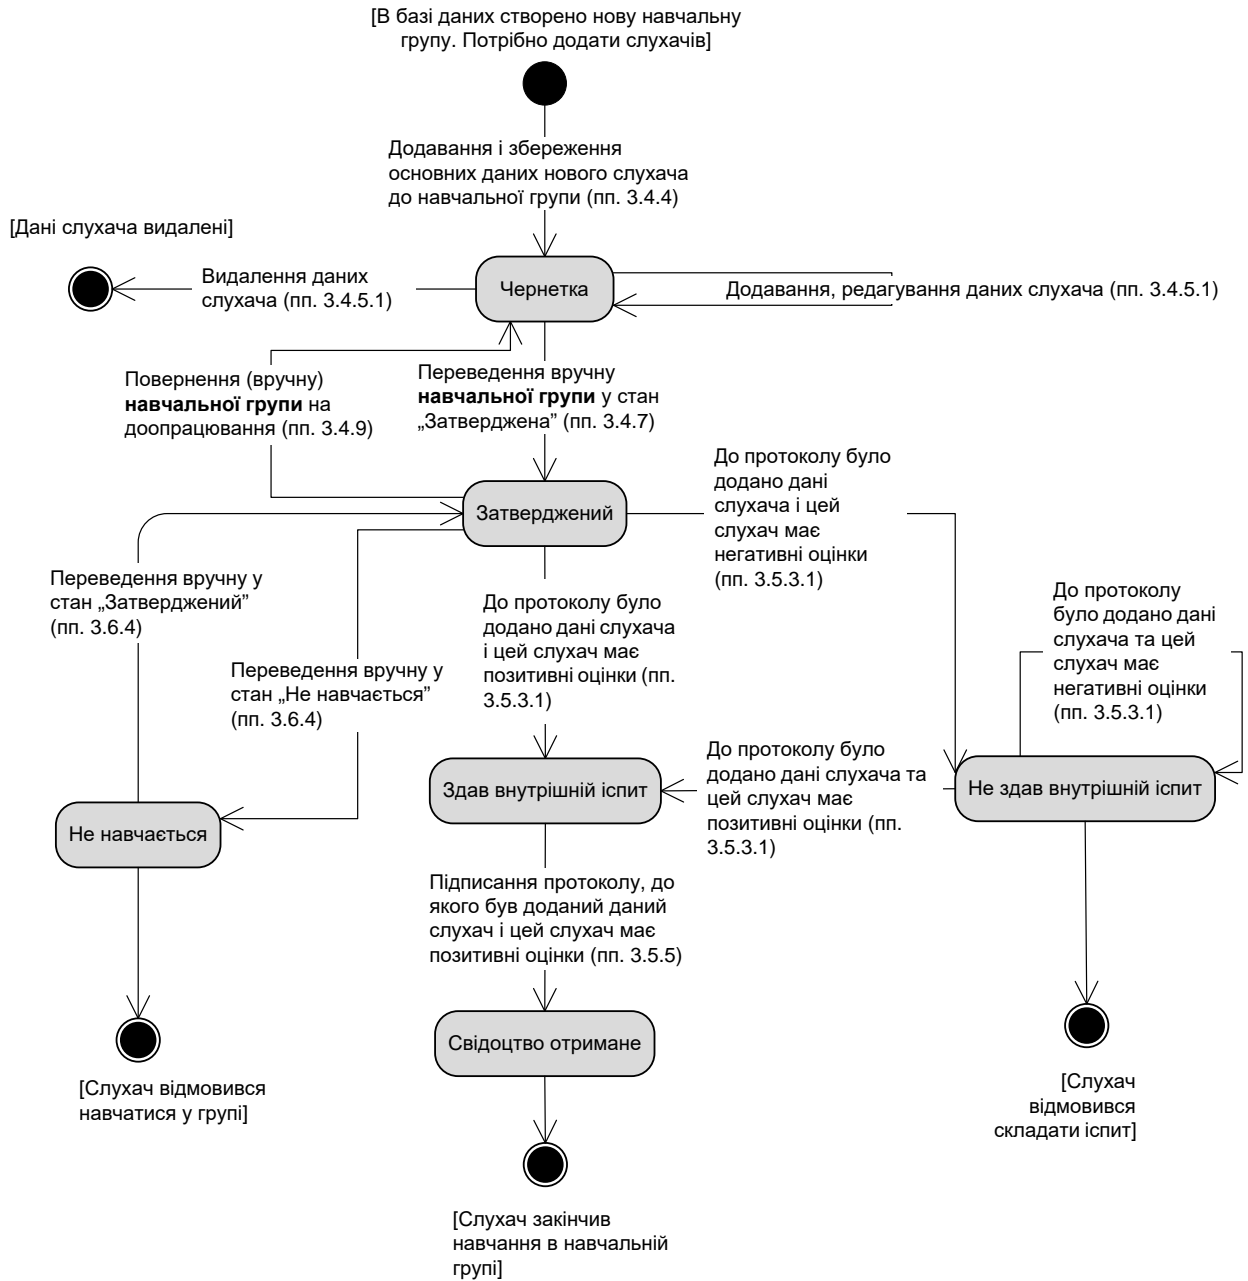 [В базі даних створено нову навчальну
групу. Потрібно додати слухачів]
Додавання і збереження
основних даних нового слухача
до навчальної групи (пп. 3.4.4)
[Дані слухача видалені]
Видалення даних
слухача (пп. 3.4.5.1)
Чернетка
Додавання, редагування даних слухача (пп. 3.4.5.1)
Повернення (вручну)
навчальної групи на
доопрацювання (пп. 3.4.9)
Переведення вручну
навчальної групи у стан
„Затверджена” (пп. 3.4.7)
До протоколу було
додано дані
слухача і цей
слухач має
негативні оцінки
(пп. 3.5.3.1)
Затверджений
Переведення вручну у
стан „Затверджений”
(пп. 3.6.4)
До протоколу було
додано дані слухача
і цей слухач має
позитивні оцінки (пп.
3.5.3.1)
До протоколу
було додано дані
слухача та цей
слухач має
негативні оцінки
(пп. 3.5.3.1)
Переведення вручну у
стан „Не навчається”
(пп. 3.6.4)
До протоколу було
додано дані слухача та
цей слухач має
позитивні оцінки (пп.
3.5.3.1)
Здав внутрішній іспит
Не здав внутрішній іспит
Не навчається
Підписання протоколу, до
якого був доданий даний
слухач і цей слухач має
позитивні оцінки (пп. 3.5.5)
Свідоцтво отримане
[Слухач відмовився
навчатися у групі]
[Слухач
відмовився
складати іспит]
[Слухач закінчив
навчання в навчальній
групі]